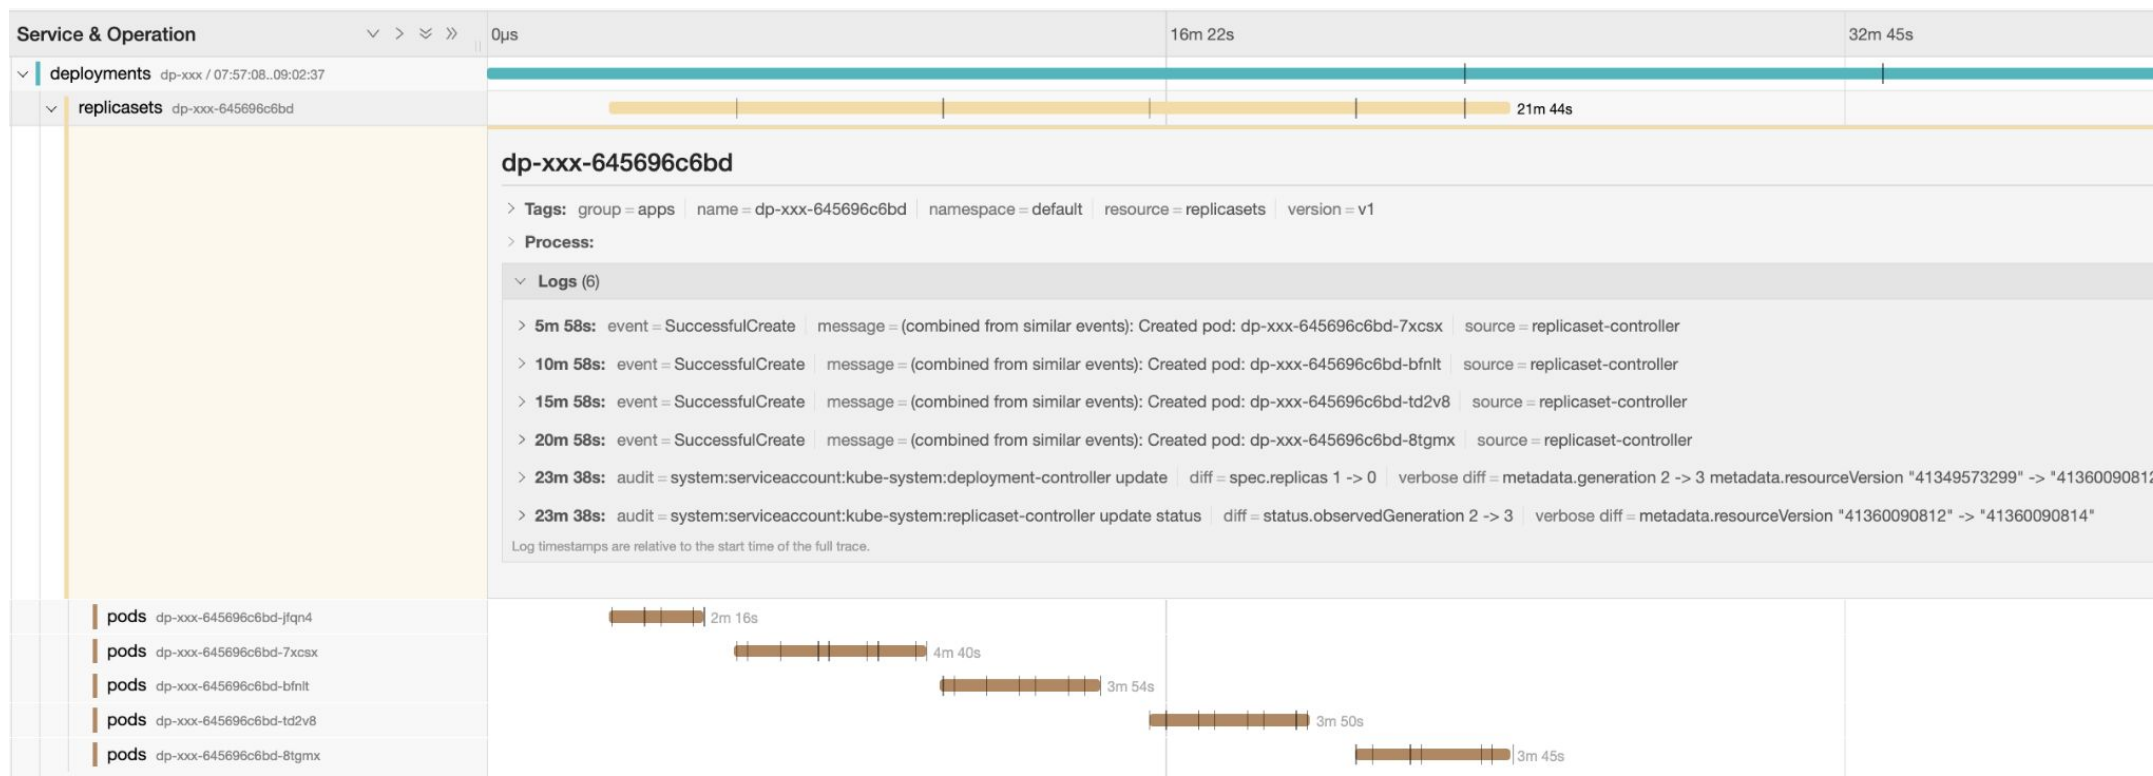 Service & Operation 0μs 16m 22s 32m 45s
deployments dp-xxx / 07:57:08..09:02:37
replicasets dp-xxx-645696c6bd 21m 44s
dp-xxx-645696c6bd
Tags: group = apps name = dp-xxx-645696c6bd namespace = default resource = replicasets version = v1
Process:
Logs (6)
5m 58s: event = SuccessfulCreate message = (combined from similar events): Created pod: dp-xxx-645696c6bd-7xcsx source = replicaset-controller
10m 58s: event = SuccessfulCreate message = (combined from similar events): Created pod: dp-xxx-645696c6bd-bfnlt source = replicaset-controller
15m 58s: event = SuccessfulCreate message = (combined from similar events): Created pod: dp-xxx-645696c6bd-td2v8 source = replicaset-controller
20m 58s: event = SuccessfulCreate message = (combined from similar events): Created pod: dp-xxx-645696c6bd-8tgmx source = replicaset-controller
23m 38s: audit = system:serviceaccount:kube-system:deployment-controller update diff = spec.replicas 1 -> 0 verbose diff = metadata.generation 2 -> 3 metadata.resourceVersion "41349573299" -> "41360090812
23m 38s: audit = system:serviceaccount:kube-system:replicaset-controller update status diff = status.observedGeneration 2 -> 3 verbose diff = metadata.resourceVersion "41360090812" -> "41360090814"
Log timestamps are relative to the start time of the full trace.
pods dp-xxx-645696c6bd-jfqn4 2m 16s
pods dp-xxx-645696c6bd-7xcsx 4m 40s
pods dp-xxx-645696c6bd-bfnlt 3m 54s
pods dp-xxx-645696c6bd-td2v8 3m 50s
pods dp-xxx-645696c6bd-8tgmx 3m 45s